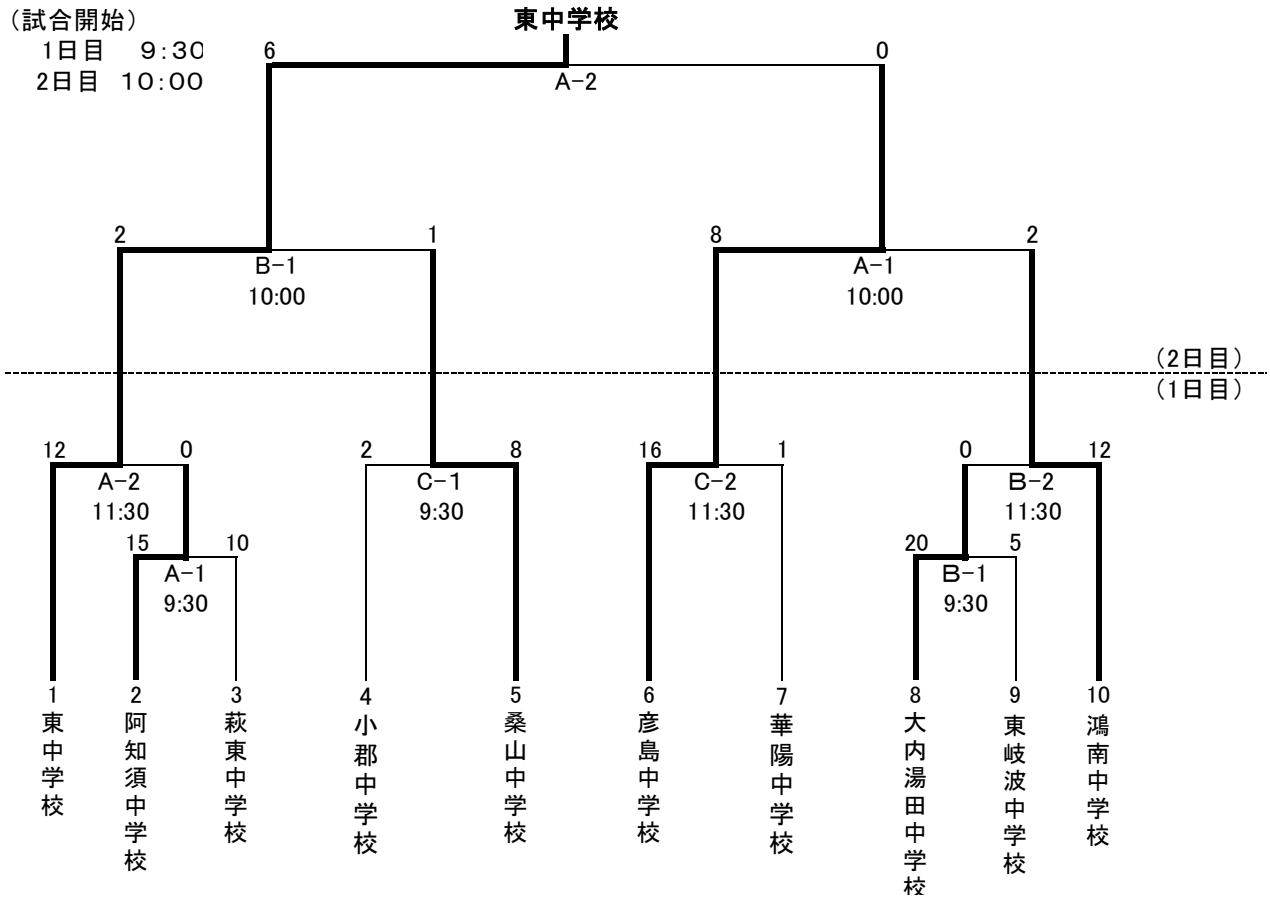 (試合開始)
1日目 9:30
2日目 10:00
東中学校
6 0
A-2
2 1 8 2
B-1 A-1
10:00 10:00
(2日目)
(1日目)
12 0 2 8 16 1 0 12
A-2 C-1 C-2 B-2
11:30 9:30 11:30 11:30
15 10 20 5
A-1 B-1
9:30 9:30
1 2 3 4 5 6 7 8 9 10
東中学校
阿知須中学校
萩東中学校
小郡中学校
桑山中学校
彦島中学校
華陽中学校
大内湯田中学校
東岐波中学校
鴻南中学校